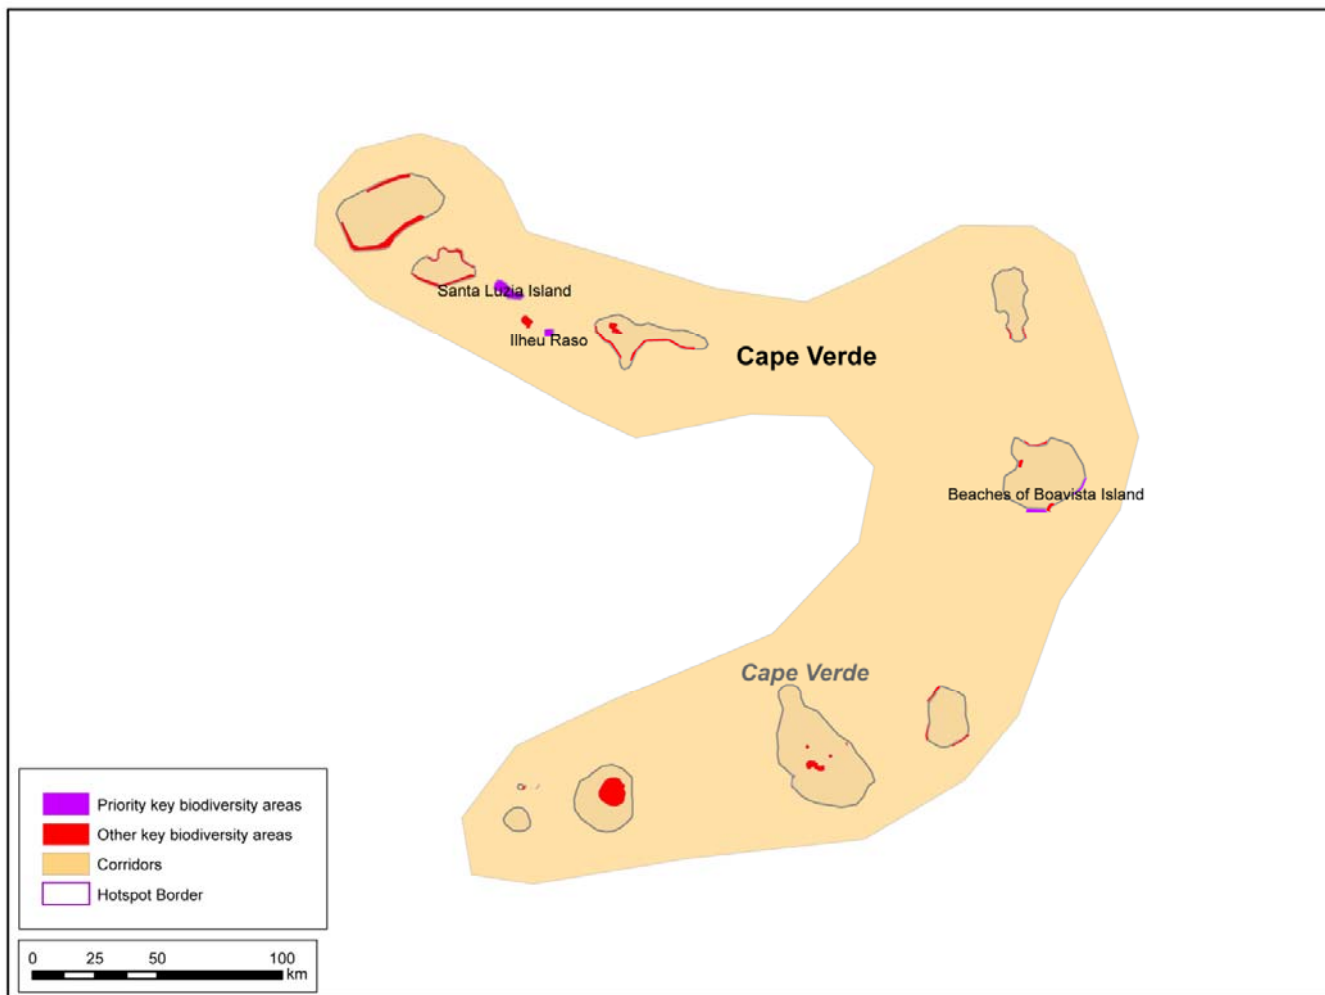 Santa Luzia Island
Ilheu Raso
Cape Verde
Beaches of Boavista Island
Cape Verde
Priority key biodiversity areas
Other key biodiversity areas
Corridors
Hotspot Border
0 25 50 100
km